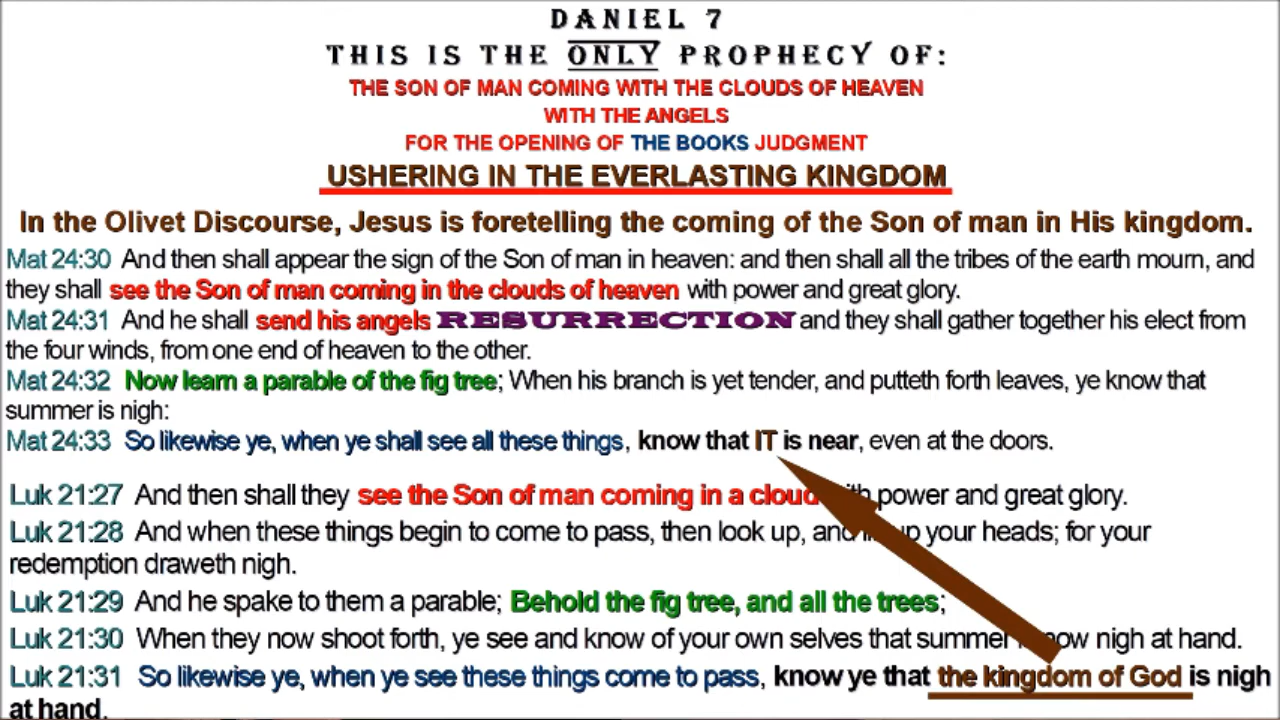 DANIEL 7
THIS IS THE ONLY PROPHECY OF:
THE SON OF MAN COMING WITH THE CLOUDS OF HEAVEN
WITH THE ANGELS
FOR THE OPENING OF THE BOOKS JUDGMENT
USHERING IN THE EVERLASTING KINGDOM
In the Olivet Discourse, Jesus is foretelling the coming of the Son of man in His kingdom.
Mat 24:30 And then shall appear the sign of the Son of man in heaven: and then shall all the tribes of the earth mourn, and
they shall see the Son of man coming in the clouds of heaven with power and great glory.
Mat 24:31 And he shall send his angels RESURRECTION and they shall gather together his elect from
the four winds, from one end of heaven to the other.
Mat 24:32 Now learn a parable of the fig tree; When his branch is yet tender, and putteth forth leaves, ye know that
summer is nigh:
Mat 24:33 So likewise ye, when ye shall see all these things, know that IT is near, even at the doors.
Luk 21:27 And then shall they see the Son of man coming in a cloud with power and great glory.
Luk 21:28 And when these things begin to come to pass, then look up, and lift up your heads; for your
redemption draweth nigh.
Luk 21:29 And he spake to them a parable; Behold the fig tree, and all the trees;
Luk 21:30 When they now shoot forth, ye see and know of your own selves that summer is now nigh at hand.
Luk 21:31 So likewise ye, when ye see these things come to pass, know ye that the kingdom of God is nigh
at hand.